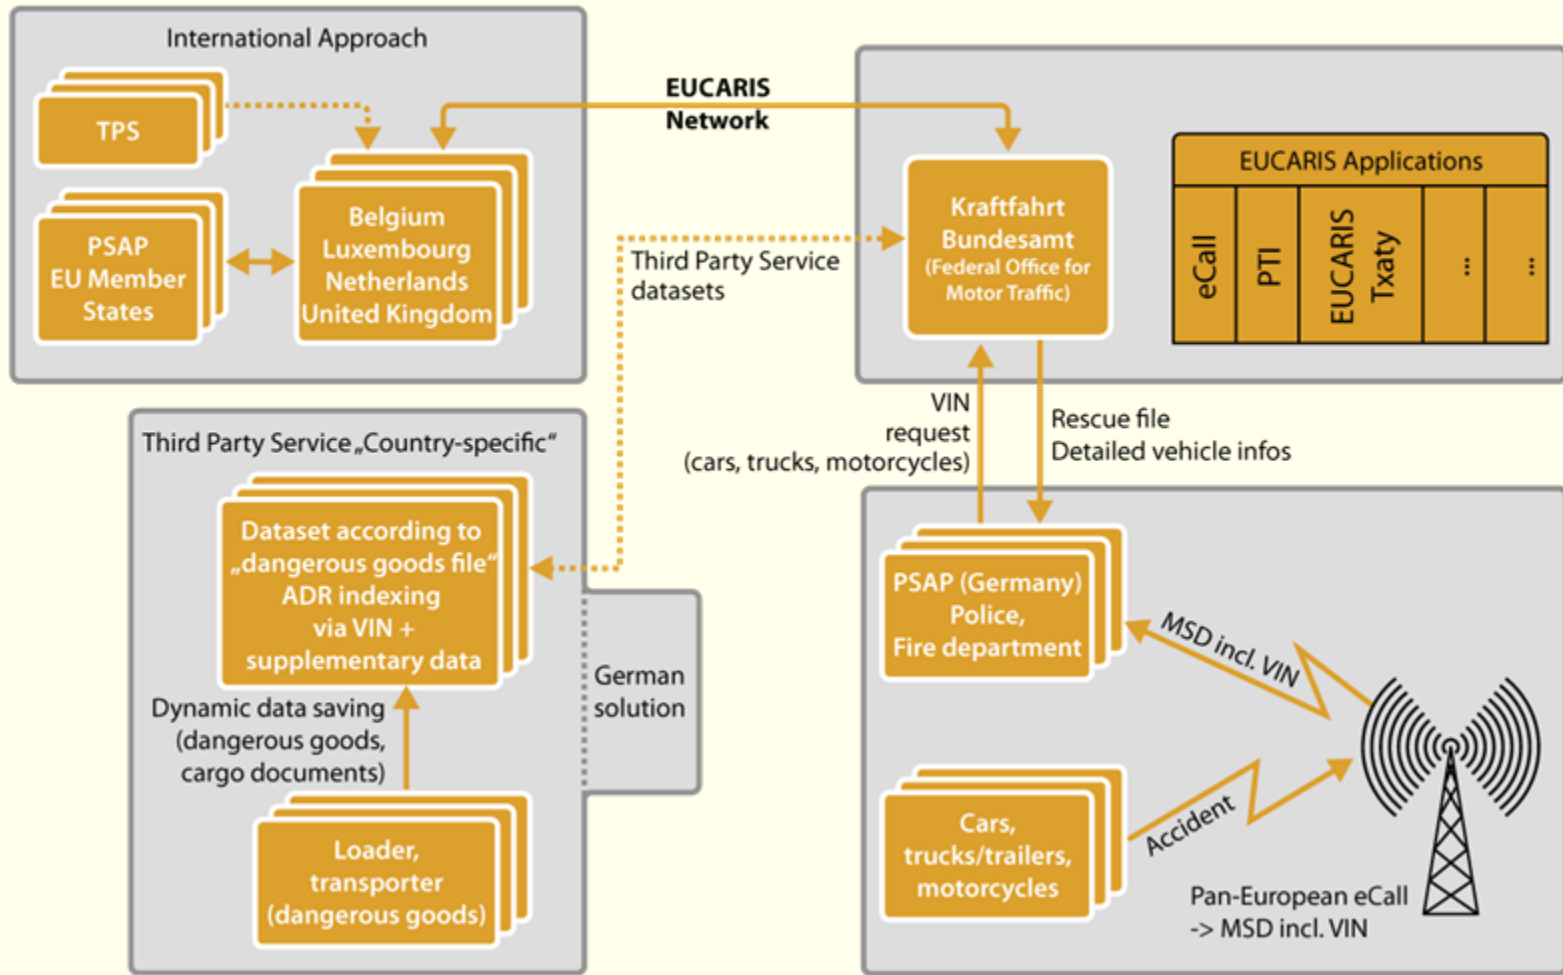 International Approach
TPS
PSAP
EU Member
States
Belgium
Luxembourg
Netherlands
United Kingdom
EUCARIS
Network
Third Party Service
datasets
Kraftfahrt
Bundesamt
(Federal Office for
Motor Traffic)
EUCARIS Applications
eCall
PTI
EUCARIS
Txaty
...
...
VIN
request
(cars, trucks, motorcycles)
Rescue file
Detailed vehicle infos
Third Party Service „Country-specific“
Dataset according to
„dangerous goods file“
ADR indexing
via VIN +
supplementary data
Dynamic data saving
(dangerous goods,
cargo documents)
Loader,
transporter
(dangerous goods)
German
solution
PSAP (Germany)
Police,
Fire department
MSD incl. VIN
Cars,
trucks/trailers,
motorcycles
Accident
Pan-European eCall
-> MSD incl. VIN